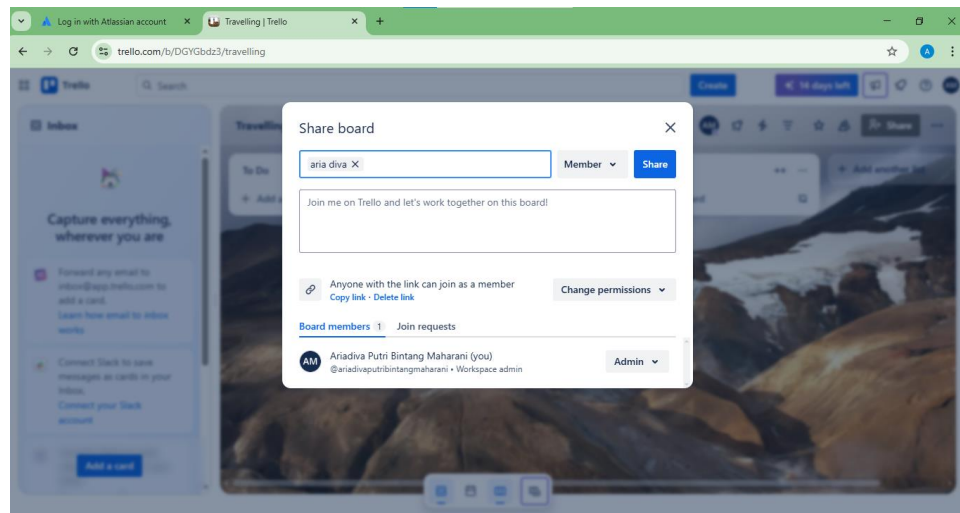 Log in with Atlassian account
Travelling | Trello
trello.com/b/DGYGbdz3/travelling
A
Trello
Search
Create
14 days left
Inbox
Travelling
Share
Share board
aria diva
Member
Share
Join me on Trello and let's work together on this board!
Anyone with the link can join as a member
Copy link · Delete link
Change permissions
Board members 1 Join requests
AM
Ariadiva Putri Bintang Maharani (you)
@ariadivaputribintangmaharani • Workspace admin
Admin
To Do
+ Add another list
Capture everything,
wherever you are
Forward any email to
inbox@app.trello.com to
add a card.
Learn how email to inbox
works
Connect Slack to save
messages as cards in your
Inbox.
Connect your Slack
account
Add a card